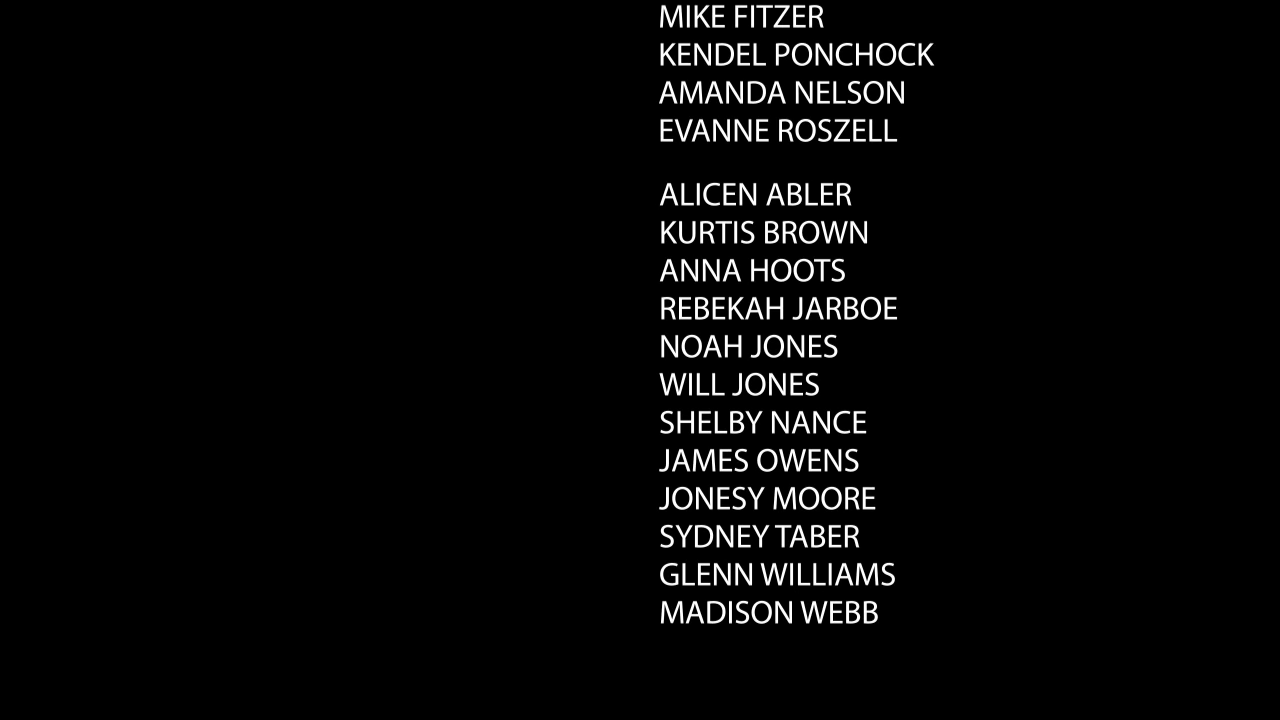 MIKE FITZER
KENDEL PONCHOCK
AMANDA NELSON
EVANNE ROSZELL
ALICEN ABLER
KURTIS BROWN
ANNA HOOTS
REBEKAH JARBOE
NOAH JONES
WILL JONES
SHELBY NANCE
JAMES OWENS
JONESY MOORE
SYDNEY TABER
GLENN WILLIAMS
MADISON WEBB